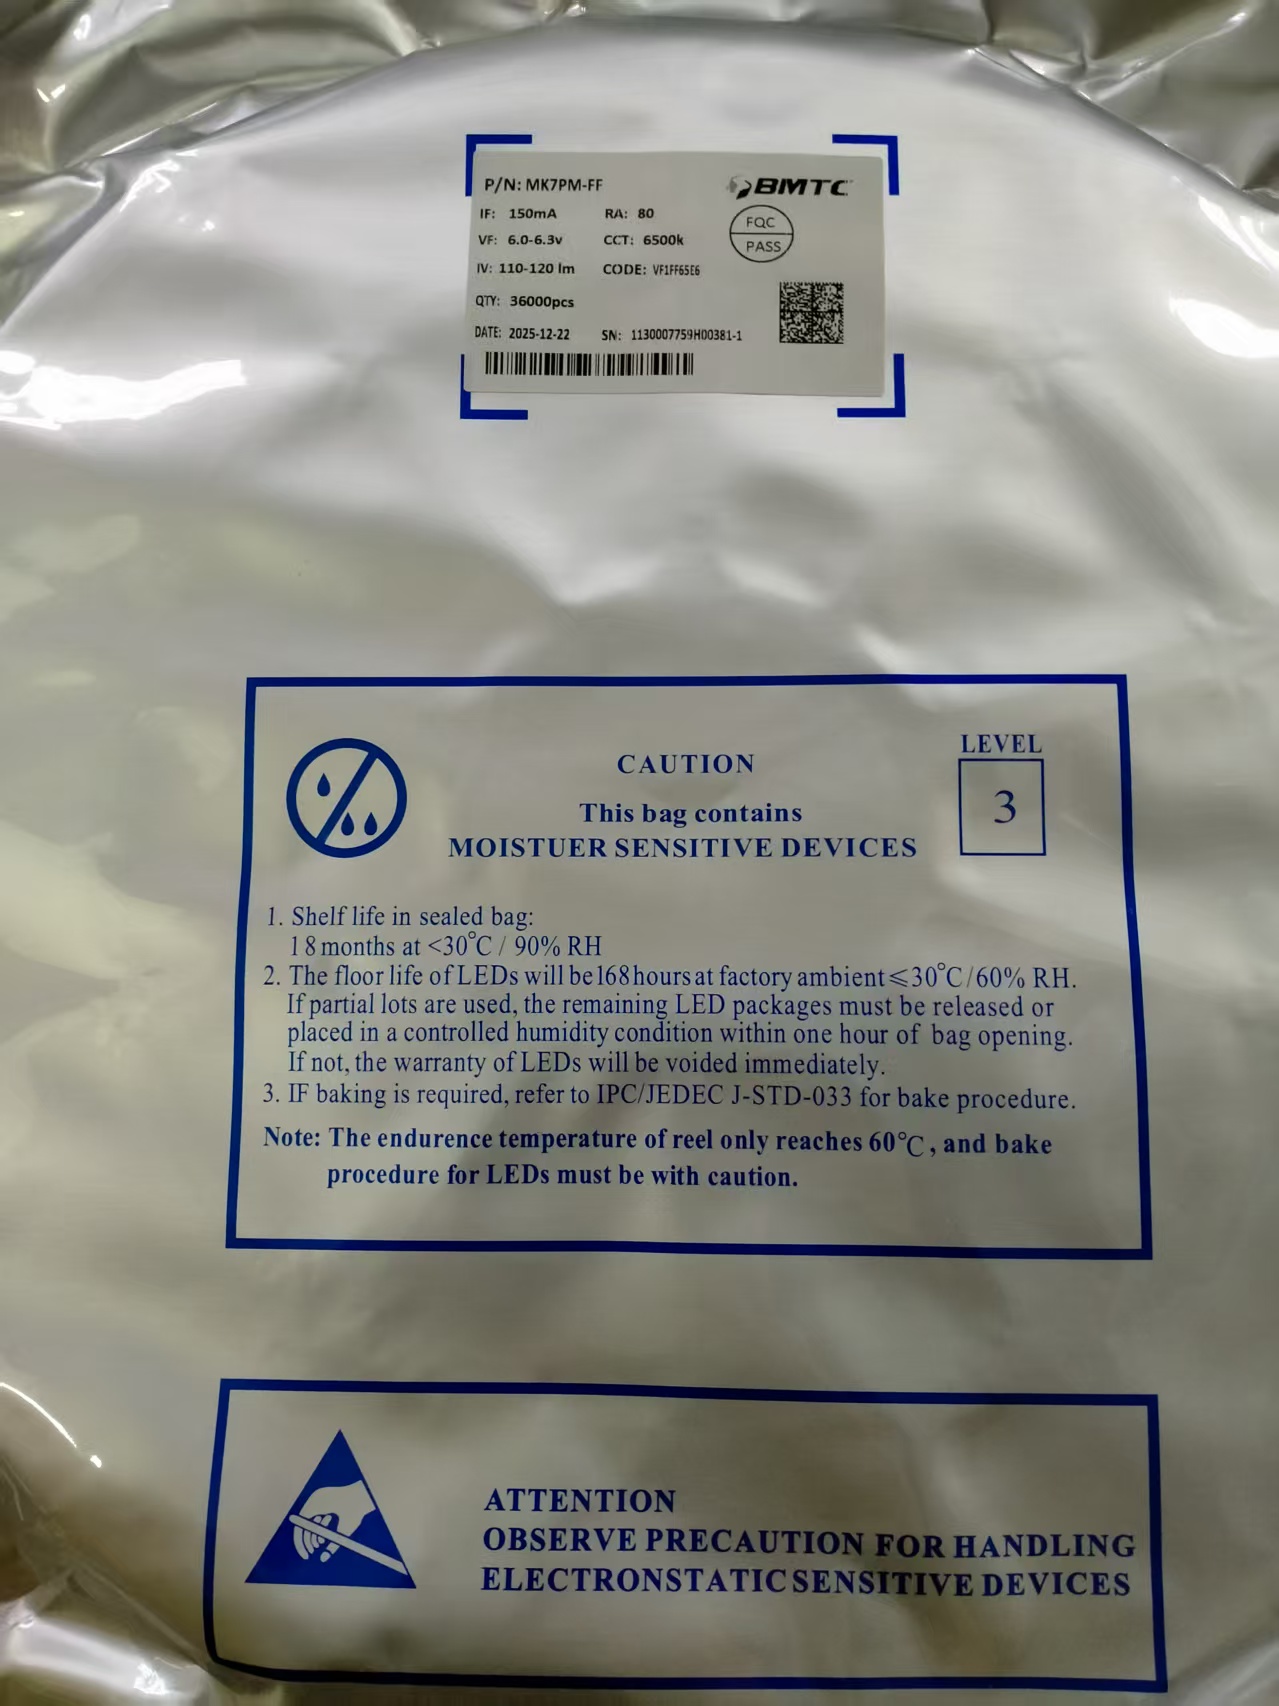 P/N: MK7PM-FF
BMTC
IF: 150mA RA: 80
FQC
VF: 6.0-6.3v CCT: 6500k
PASS
IV: 110-120 lm CODE: VF1FF65E6
QTY: 36000pcs
DATE: 2025-12-22 SN: 1130007759H00381-1
LEVEL
3
CAUTION
This bag contains
MOISTUER SENSITIVE DEVICES
1. Shelf life in sealed bag:
18 months at <30°C / 90% RH
2. The floor life of LEDs will be 168 hours at factory ambient ≤30°C/60% RH.
If partial lots are used, the remaining LED packages must be released or
placed in a controlled humidity condition within one hour of bag opening.
If not, the warranty of LEDs will be voided immediately.
3. IF baking is required, refer to IPC/JEDEC J-STD-033 for bake procedure.
Note: The endurence temperature of reel only reaches 60°C, and bake
procedure for LEDs must be with caution.
ATTENTION
OBSERVE PRECAUTION FOR HANDLING
ELECTRONSTATIC SENSITIVE DEVICES